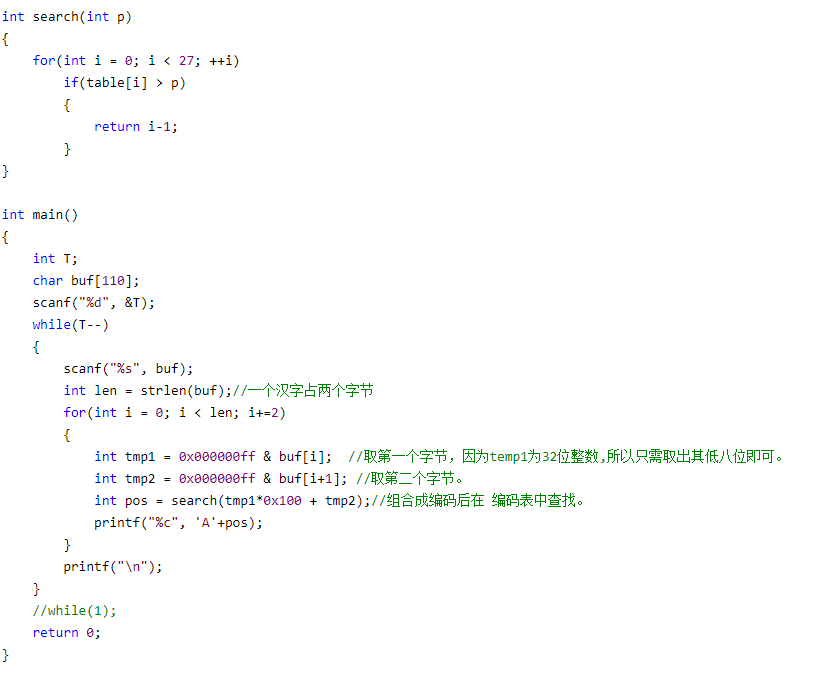 int search(int p)
{
    for(int i = 0; i < 27; ++i)
        if(table[i] > p)
        {
            return i-1;
        }
}

int main()
{
    int T;
    char buf[110];
    scanf("%d", &T);
    while(T--)
    {
        scanf("%s", buf);
        int len = strlen(buf);//一个汉字占两个字节
        for(int i = 0; i < len; i+=2)
        {
            int tmp1 = 0x000000ff & buf[i];  //取第一个字节，因为temp1为32位整数,所以只需取出其低八位即可。
            int tmp2 = 0x000000ff & buf[i+1]; //取第二个字节。
            int pos = search(tmp1*0x100 + tmp2);//组合成编码后在 编码表中查找。
            printf("%c", 'A'+pos);
        }
        printf("\n");
    }
    //while(1);
    return 0;
}